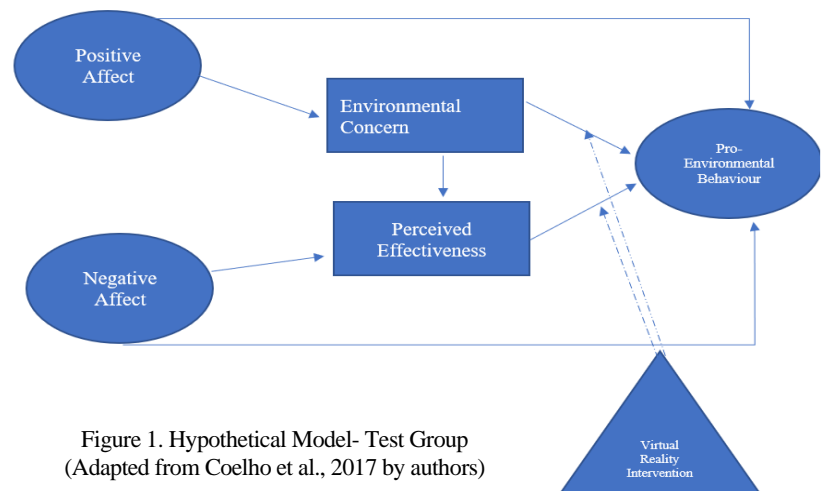 Positive
Affect
Environmental
Concern
Pro-
Environmental
Behaviour
Perceived
Effectiveness
Negative
Affect
Virtual
Reality
Intervention
Figure 1. Hypothetical Model- Test Group
(Adapted from Coelho et al., 2017 by authors)